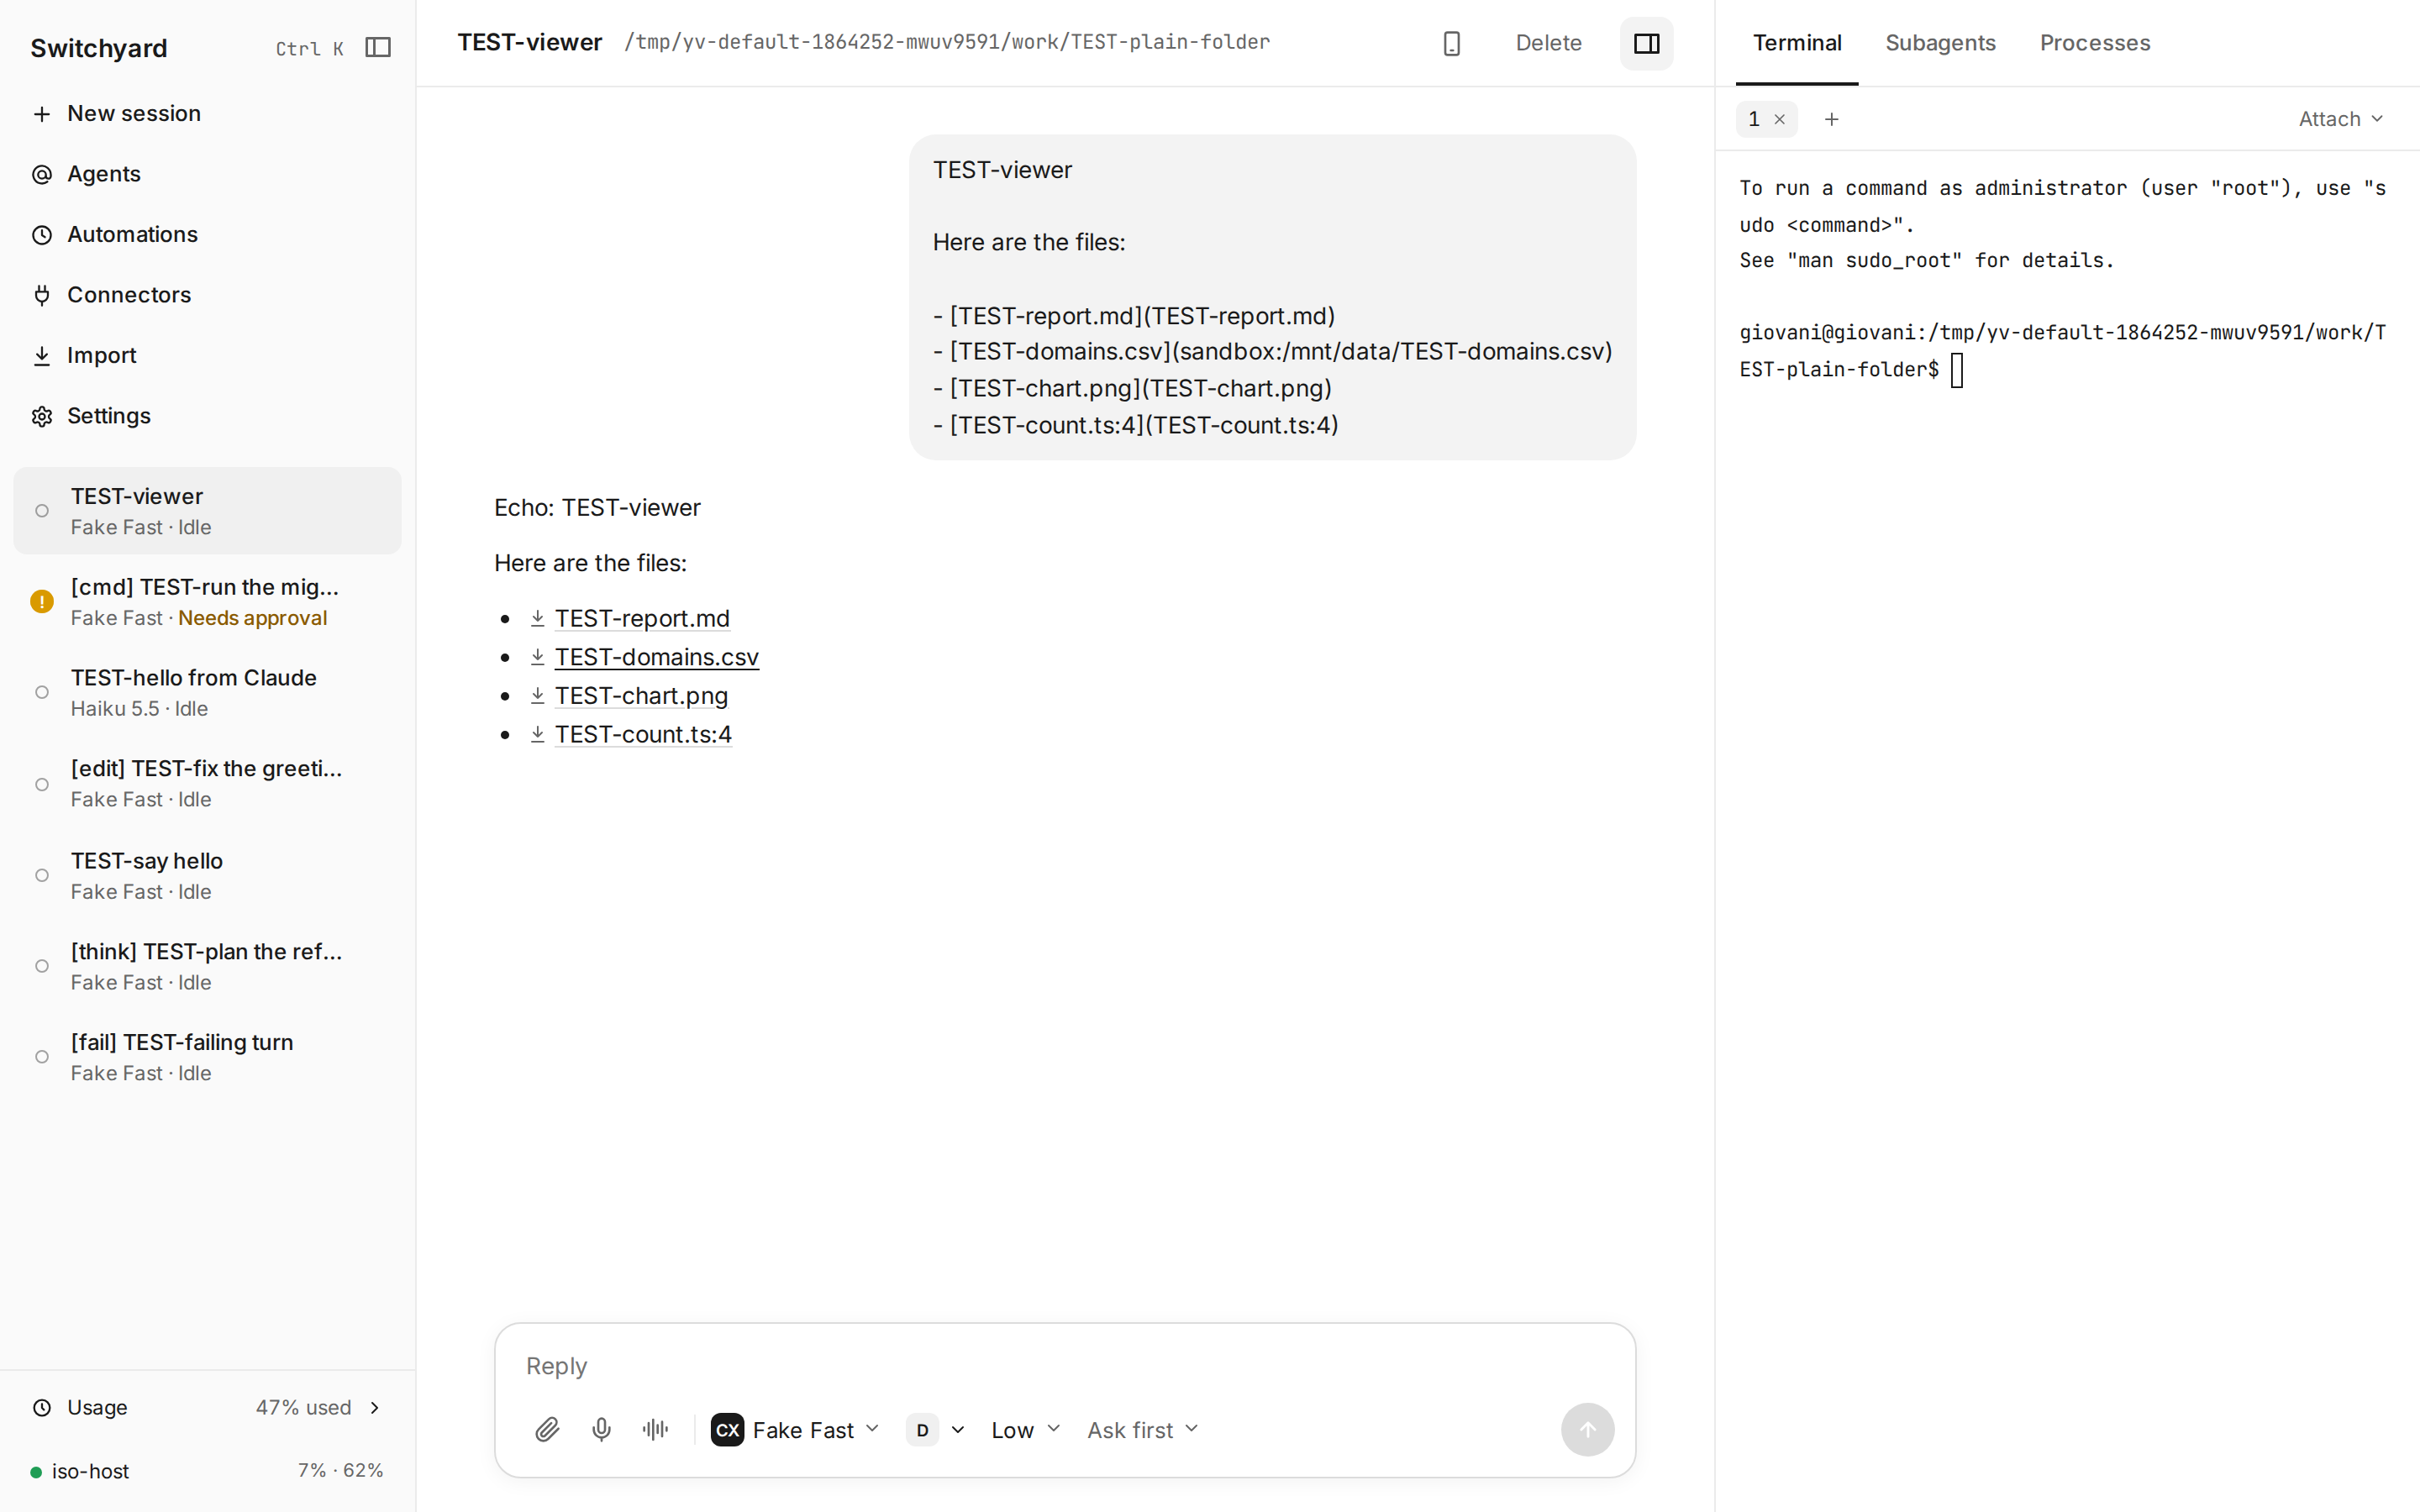 Switchyard
Ctrl K
New session
Agents
Automations
Connectors
Import
Settings
TEST-viewer
Fake Fast · Idle
[cmd] TEST-run the mig...
Fake Fast · Needs approval
TEST-hello from Claude
Haiku 5.5 · Idle
[edit] TEST-fix the greeti...
Fake Fast · Idle
TEST-say hello
Fake Fast · Idle
[think] TEST-plan the ref...
Fake Fast · Idle
[fail] TEST-failing turn
Fake Fast · Idle
Usage
47% used
iso-host
7% · 62%
TEST-viewer
/tmp/yv-default-1864252-mwuv9591/work/TEST-plain-folder
Delete
TEST-viewer
Here are the files:
- [TEST-report.md](TEST-report.md)
- [TEST-domains.csv](sandbox:/mnt/data/TEST-domains.csv)
- [TEST-chart.png](TEST-chart.png)
- [TEST-count.ts:4](TEST-count.ts:4)
Echo: TEST-viewer
Here are the files:
TEST-report.md
TEST-domains.csv
TEST-chart.png
TEST-count.ts:4
Reply
CX Fake Fast
D
Low
Ask first
Terminal
Subagents
Processes
1
Attach
To run a command as administrator (user "root"), use "s
udo <command>".
See "man sudo_root" for details.
giovani@giovani:/tmp/yv-default-1864252-mwuv9591/work/T
EST-plain-folder$